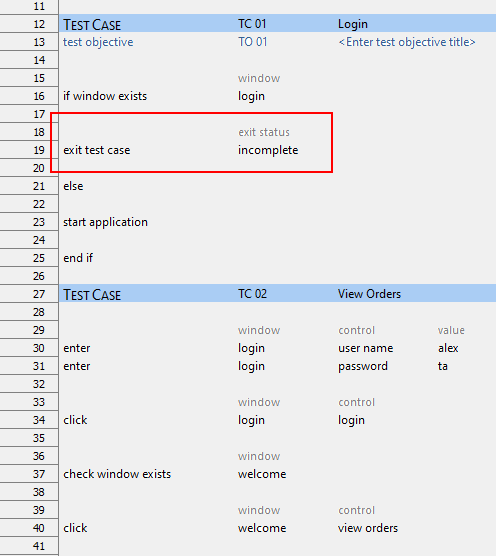 11
12 TEST CASE TC 01 Login
13 test objective TO 01 <Enter test objective title>
14
15 window
16 if window exists login
17
18 exit status
19 exit test case incomplete
20
21 else
22
23 start application
24
25 end if
26
27 TEST CASE TC 02 View Orders
28
29 window control value
30 enter login user name alex
31 enter login password ta
32
33 window control
34 click login login
35
36 window
37 check window exists welcome
38
39 window control
40 click welcome view orders
41